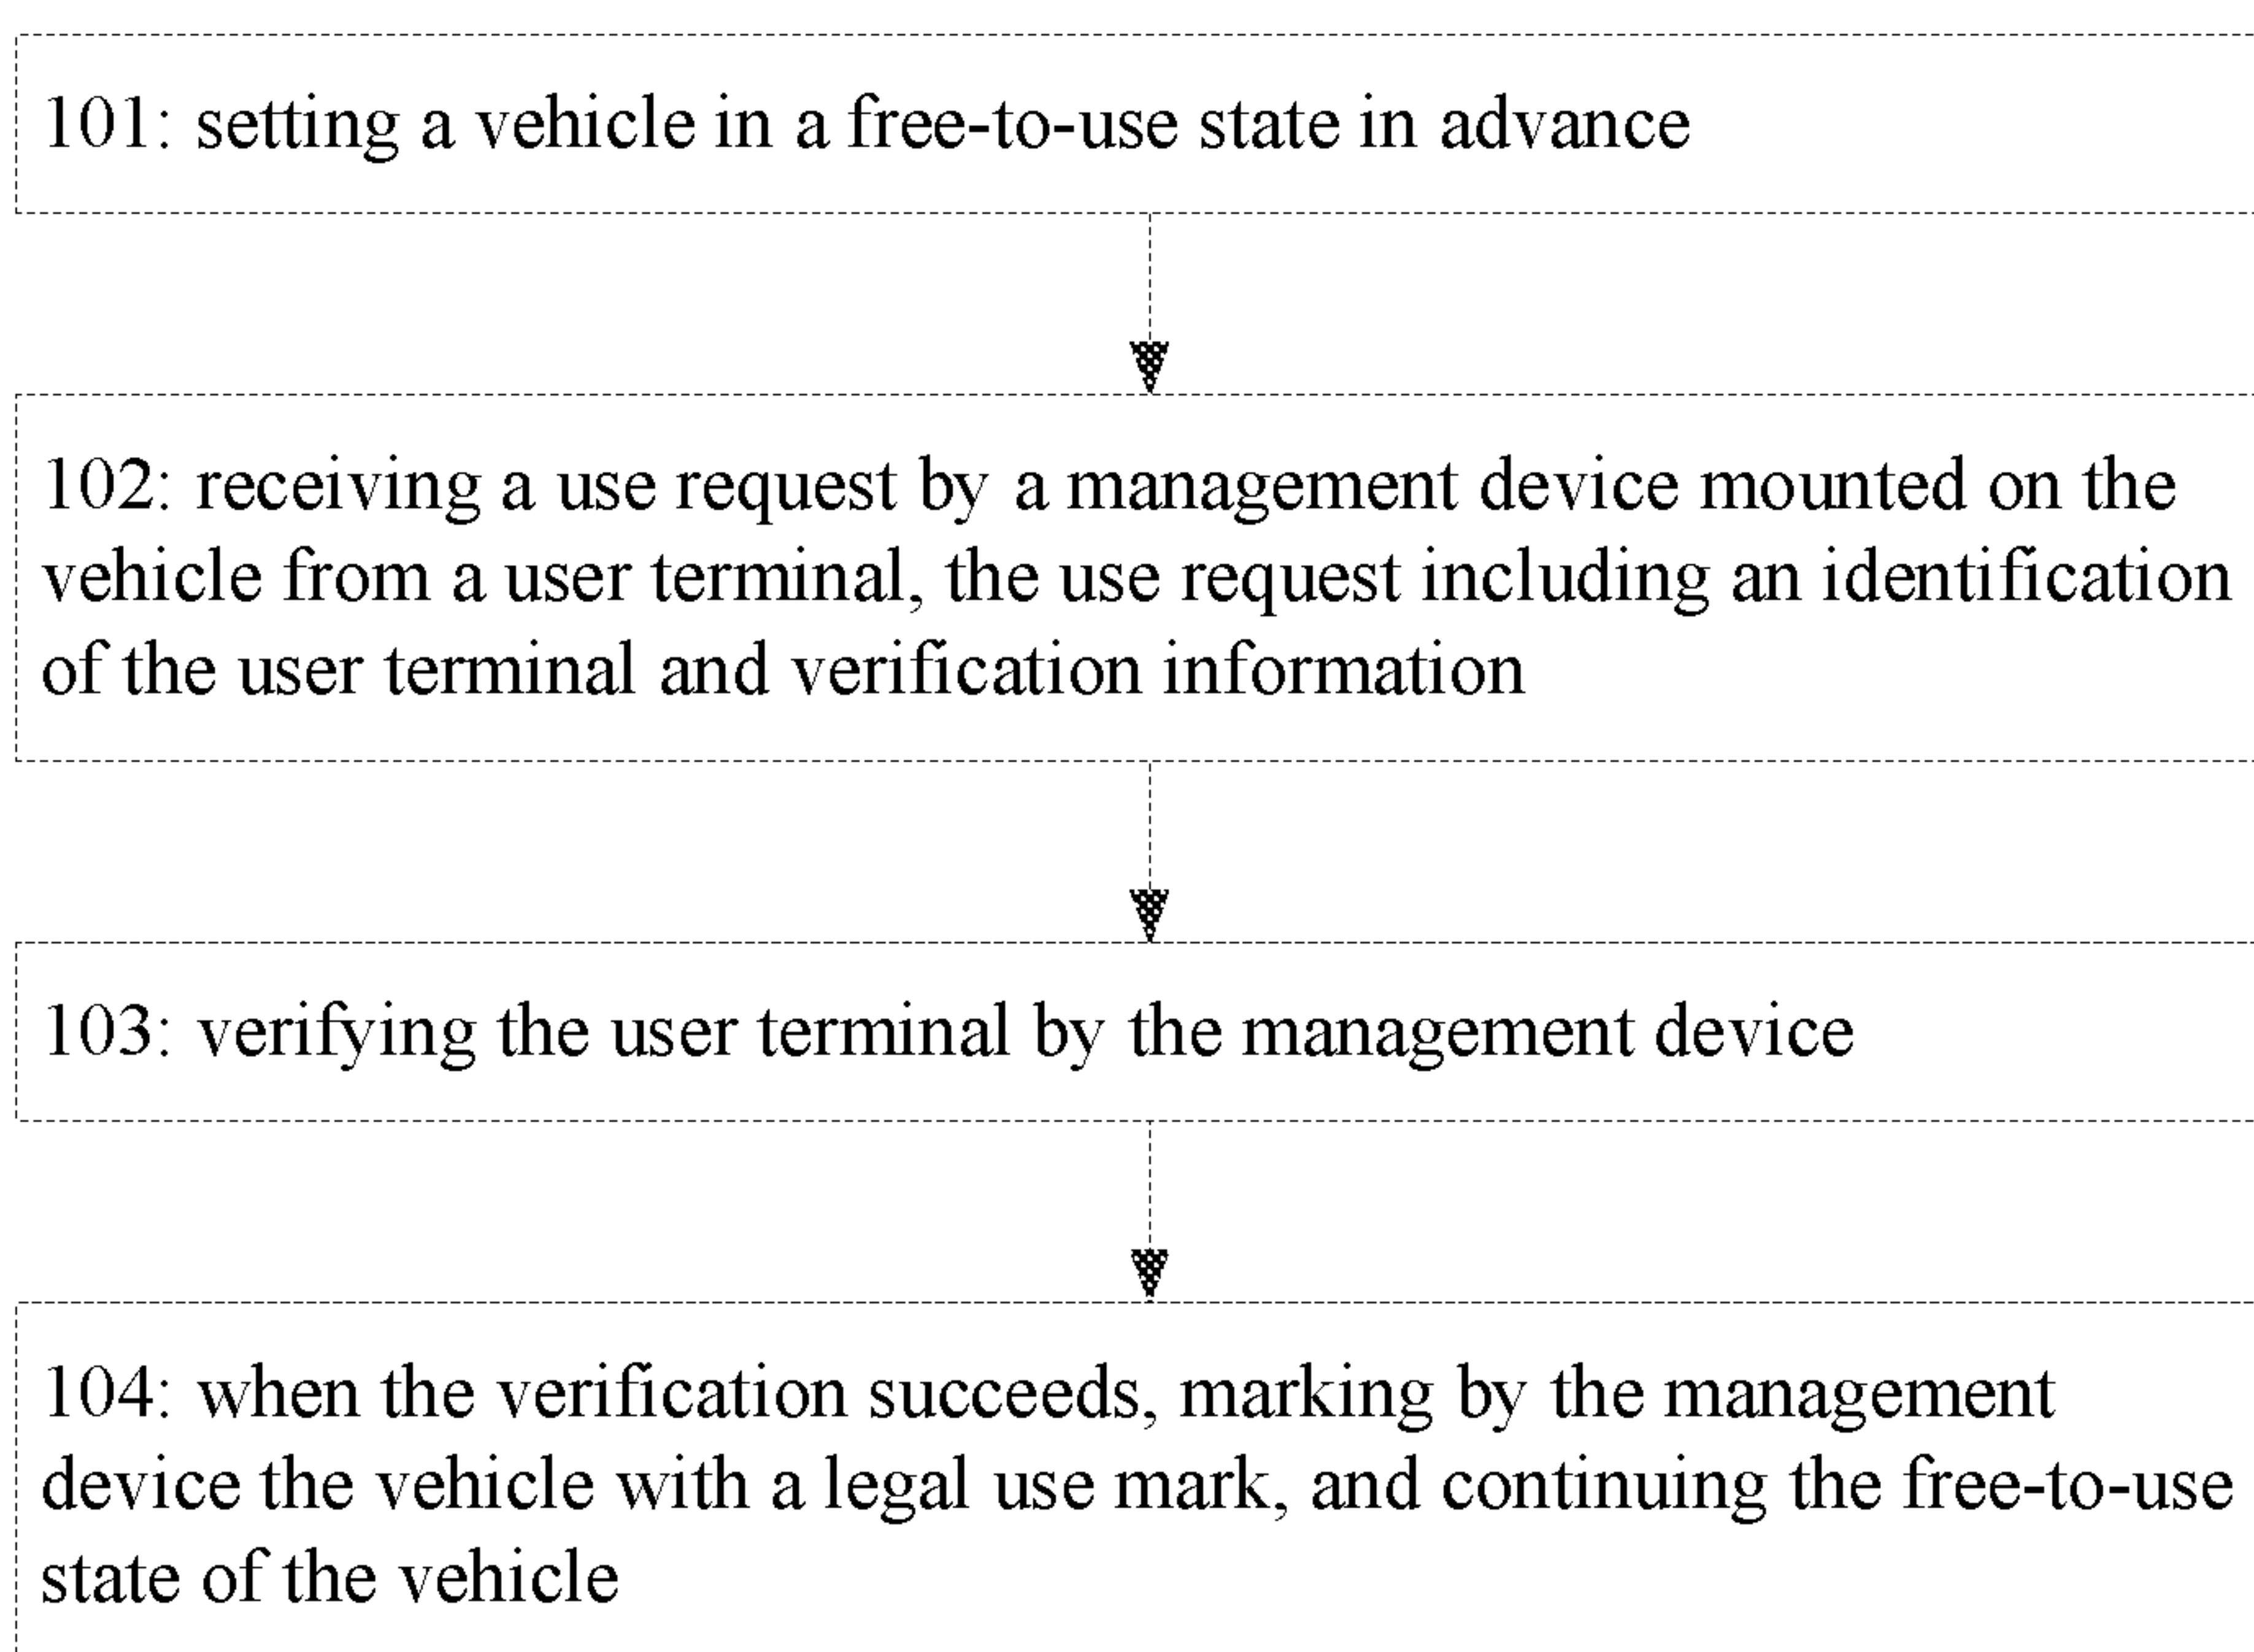 101: setting a vehicle in a free-to-use state in advance
102: receiving a use request by a management device mounted on the
vehicle from a user terminal, the use request including an identification
of the user terminal and verification information
103: verifying the user terminal by the management device
104: when the verification succeeds, marking by the management
device the vehicle with a legal use mark, and continuing the free-to-use
state of the vehicle